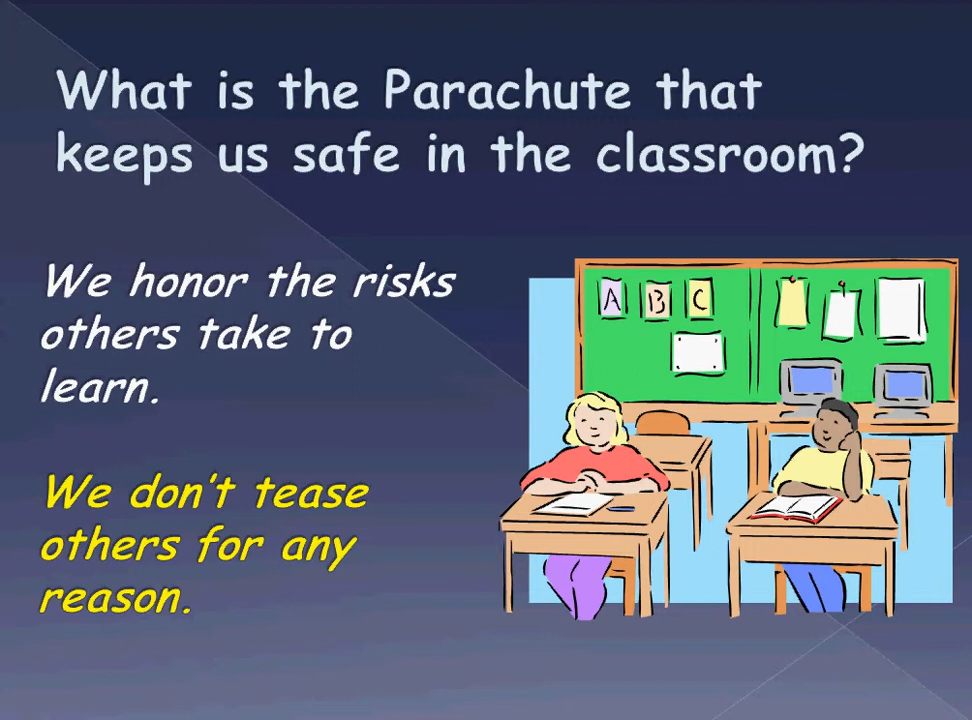 What is the Parachute that
keeps us safe in the classroom?
We honor the risks
others take to
learn.
We don't tease
others for any
reason.
A B C